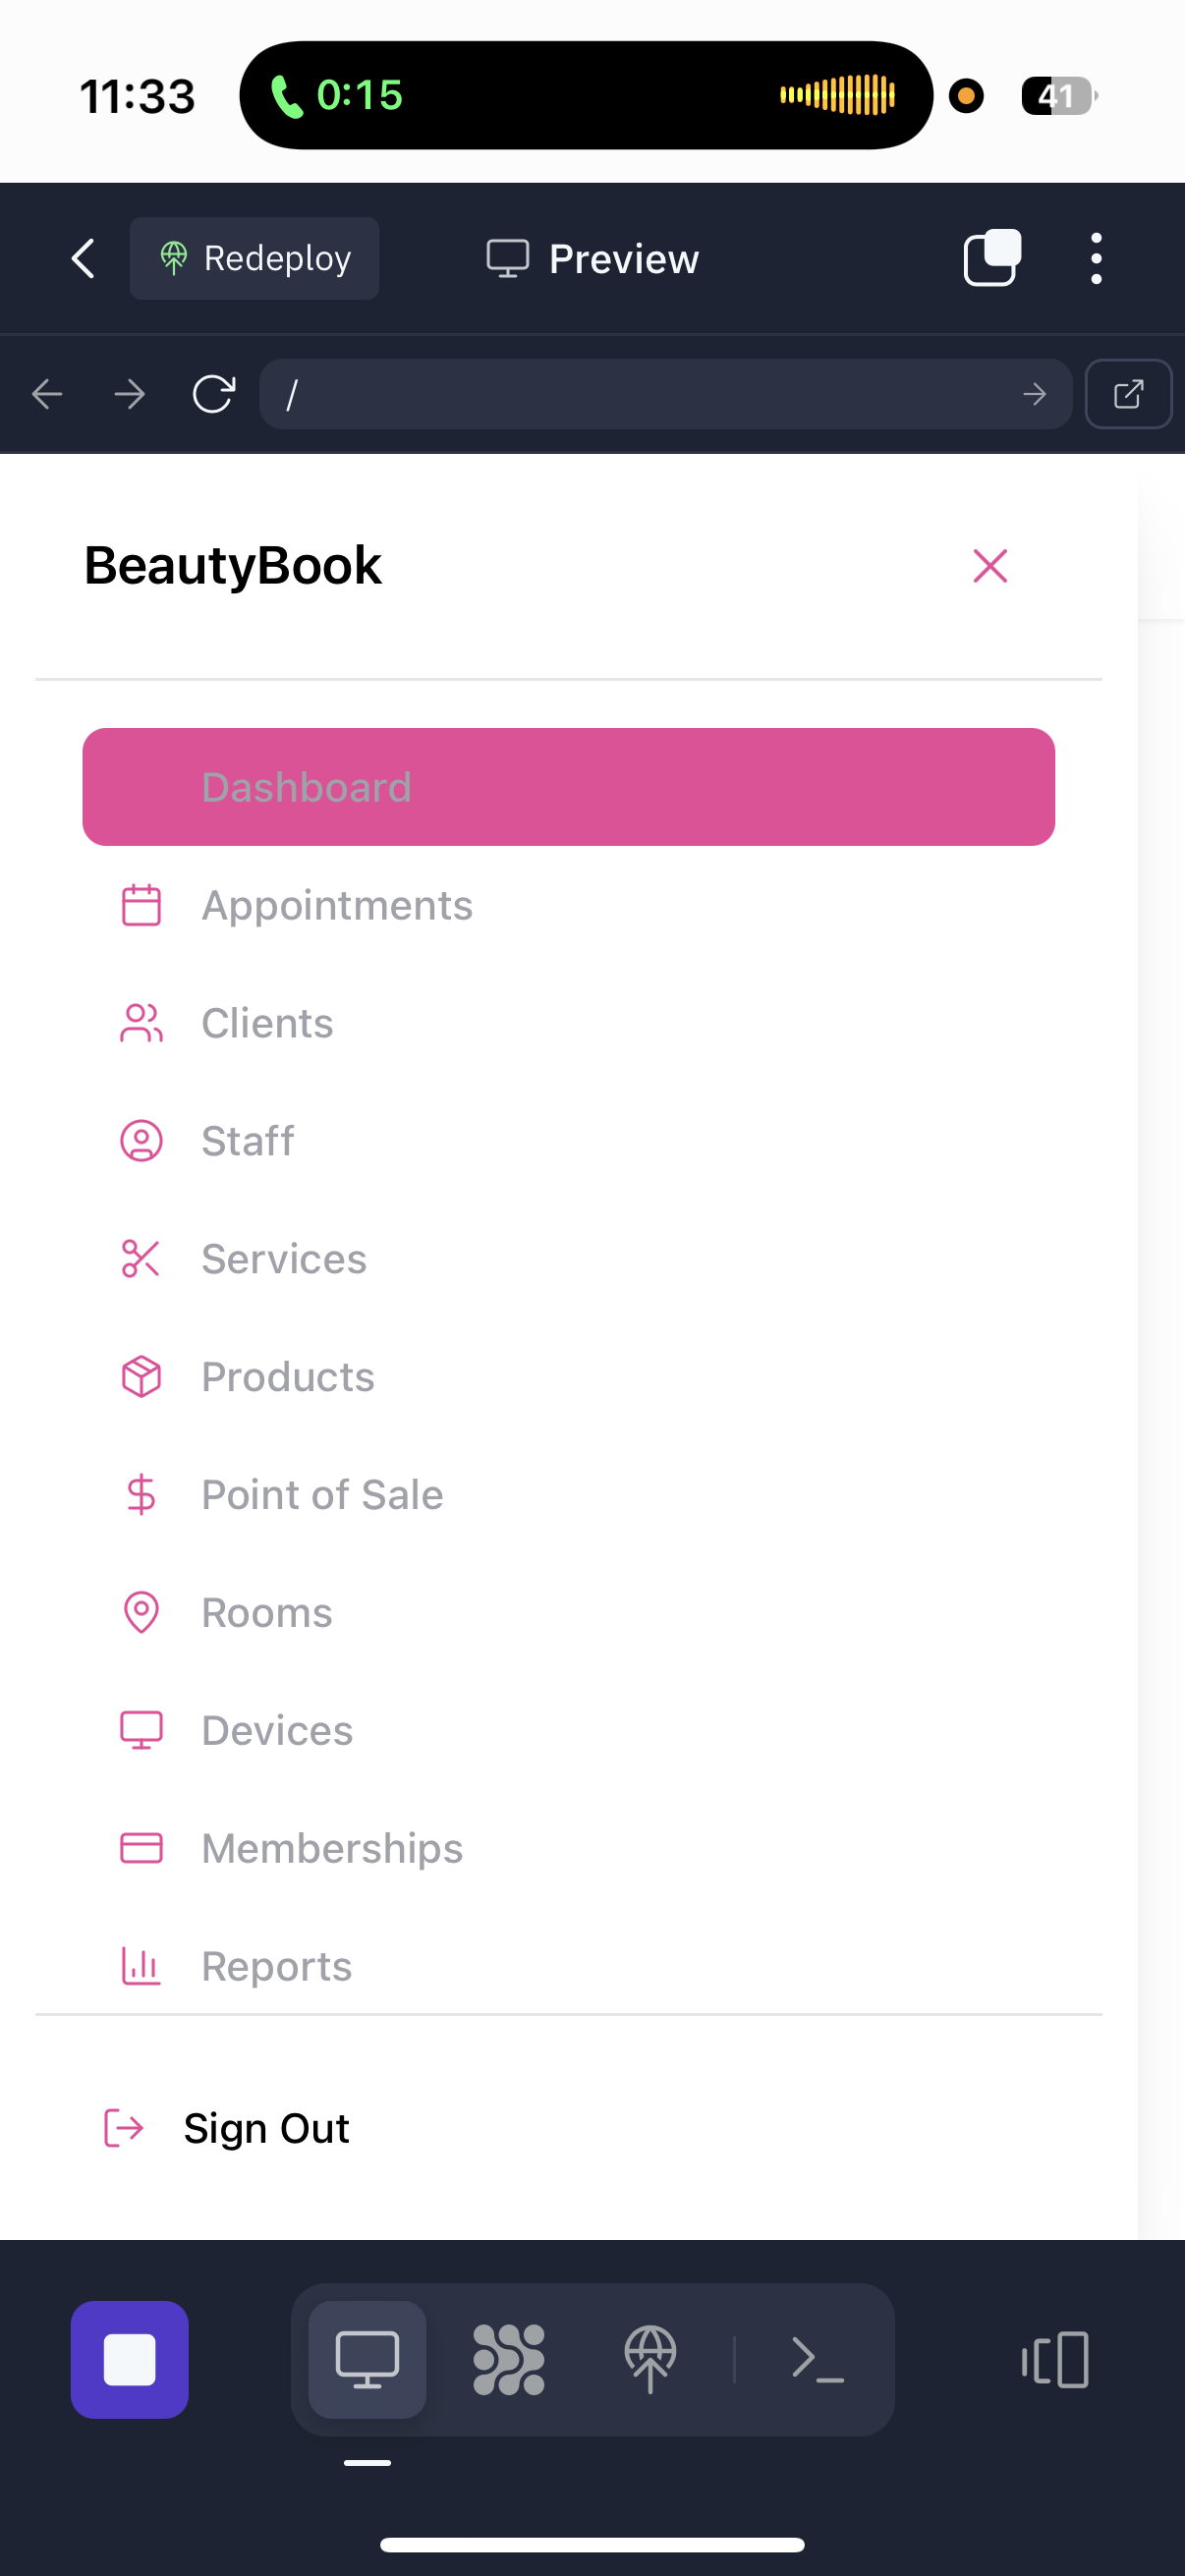 11:33
0:15
41
Redeploy
Preview
/
BeautyBook
Dashboard
Appointments
Clients
Staff
Services
Products
Point of Sale
Rooms
Devices
Memberships
Reports
Sign Out